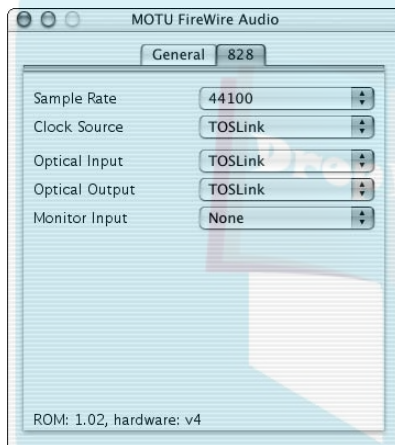 MOTU FireWire Audio
General 828
Sample Rate 44100
Clock Source TOSLink
Optical Input TOSLink
Optical Output TOSLink
Monitor Input None
ROM: 1.02, hardware: v4